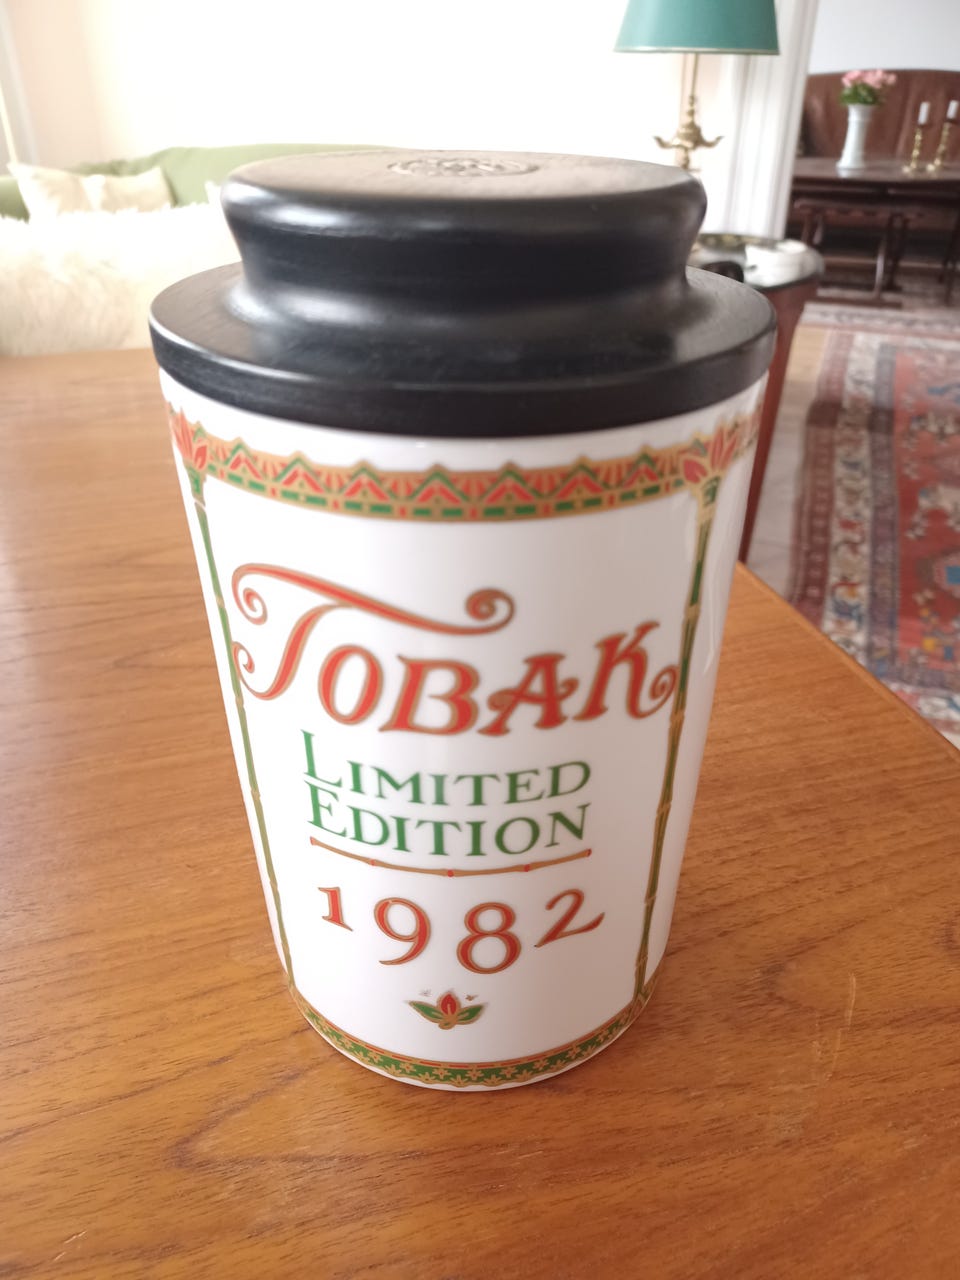 TOBAK
LIMITED
EDITION
1982